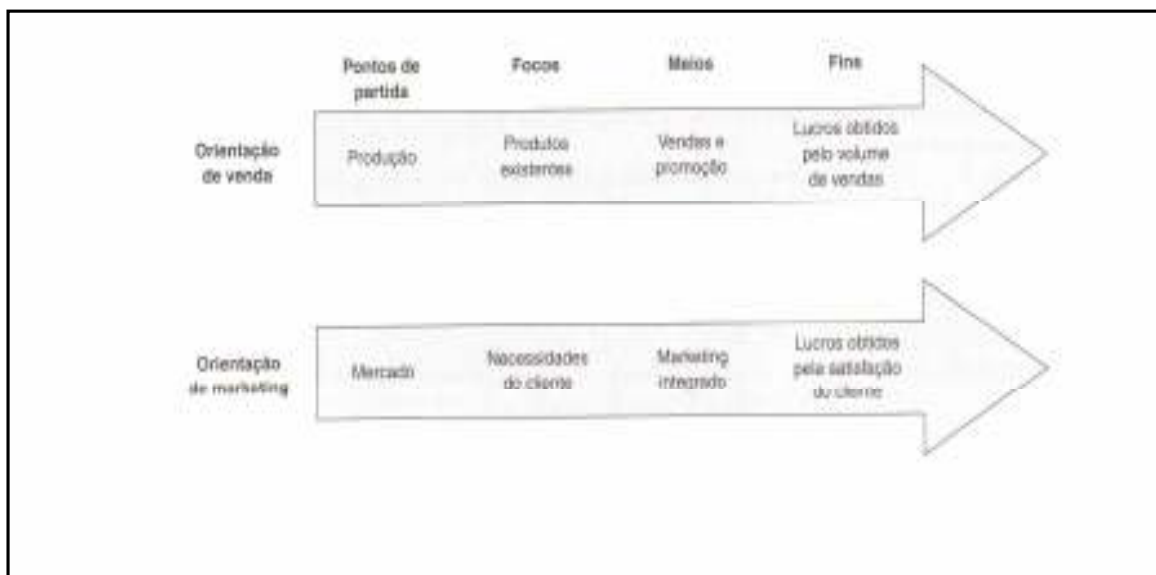 Pontos de
partida
Focos
Meios
Fins
Orientação
de venda
Produção
Produtos
existentes
Vendas e
promoção
Lucros obtidos
pelo volume
de vendas
Orientação
de marketing
Mercado
Necessidades
do cliente
Marketing
integrado
Lucros obtidos
pela satisfação
do cliente